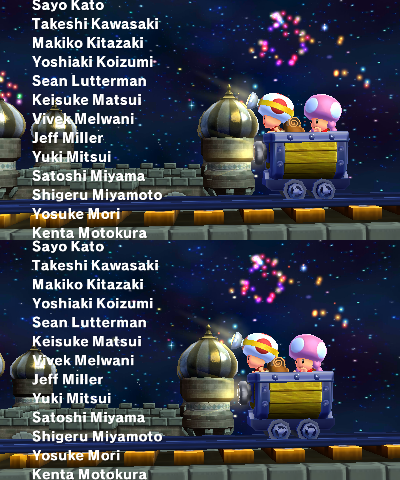 Sayo Kato
Takeshi Kawasaki
Makiko Kitazaki
Yoshiaki Koizumi
Sean Lutterman
Keisuke Matsui
Vivek Melwani
Jeff Miller
Yuki Mitsui
Satoshi Miyama
Shigeru Miyamoto
Yosuke Mori
Kenta Motokura
Sayo Kato
Takeshi Kawasaki
Makiko Kitazaki
Yoshiaki Koizumi
Sean Lutterman
Keisuke Matsui
Vivek Melwani
Jeff Miller
Yuki Mitsui
Satoshi Miyama
Shigeru Miyamoto
Yosuke Mori
Kenta Motokura